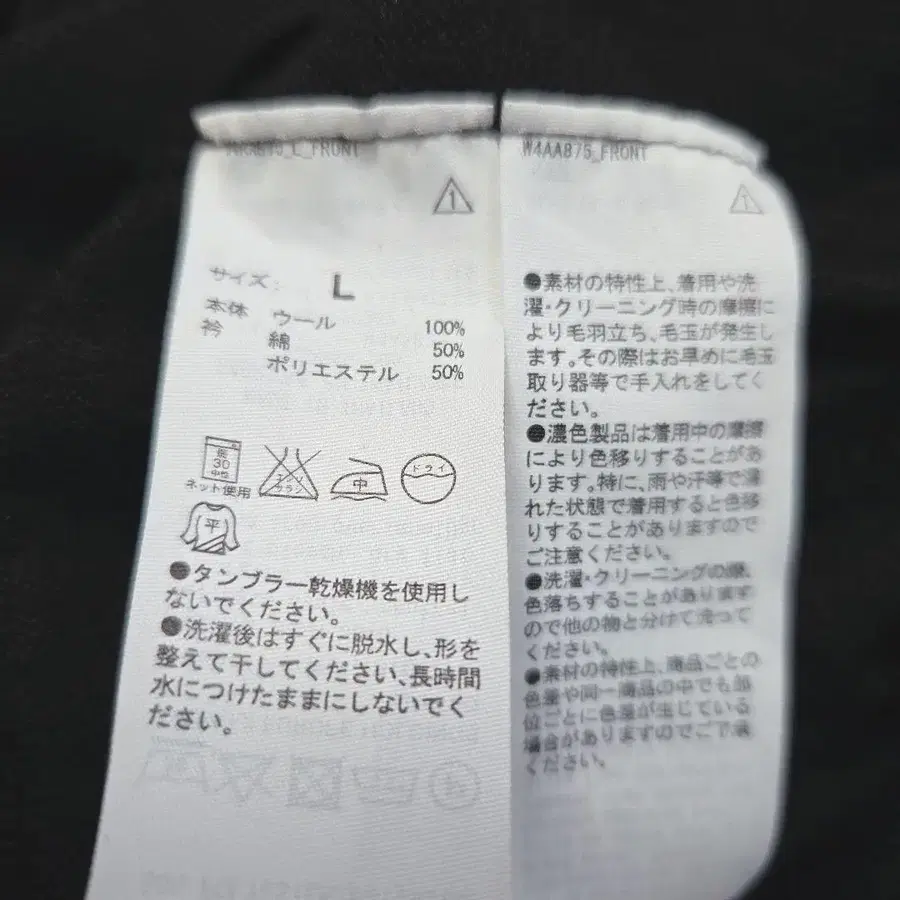 L_FRONT
サイズ: L
本体 ウール 100%
衿 綿 50%
ポリエステル 50%
弱
30
中性
ネット使用
エンソ
サラシ
中
ドライ
平
●タンブラー乾燥機を使用し
ないでください。
●洗濯後はすぐに脱水し、形を
整えて干してください、長時間
水につけたままにしないでく
ださい。
W4AA875_FRONT
1
●素材の特性上、着用や洗
濯・クリーニング時の摩擦に
より毛羽立ち、毛玉が発生し
ます。その際はお早めに毛玉
取り器等で手入れをしてく
ださい。
●濃色製品は着用中の摩擦
により色移りすることがあ
ります。特に、雨や汗等で濡
れた状態で着用すると色移
りすることがありますので
ご注意ください。
●洗濯・クリーニングの際、
色落ちすることがあります
ので他の物と分けて洗って
ください。
●素材の特性上、商品ごとの
色差や同一商品の中でも部
位ごとに色差が生じている
場合がありますのでご了承
ください。